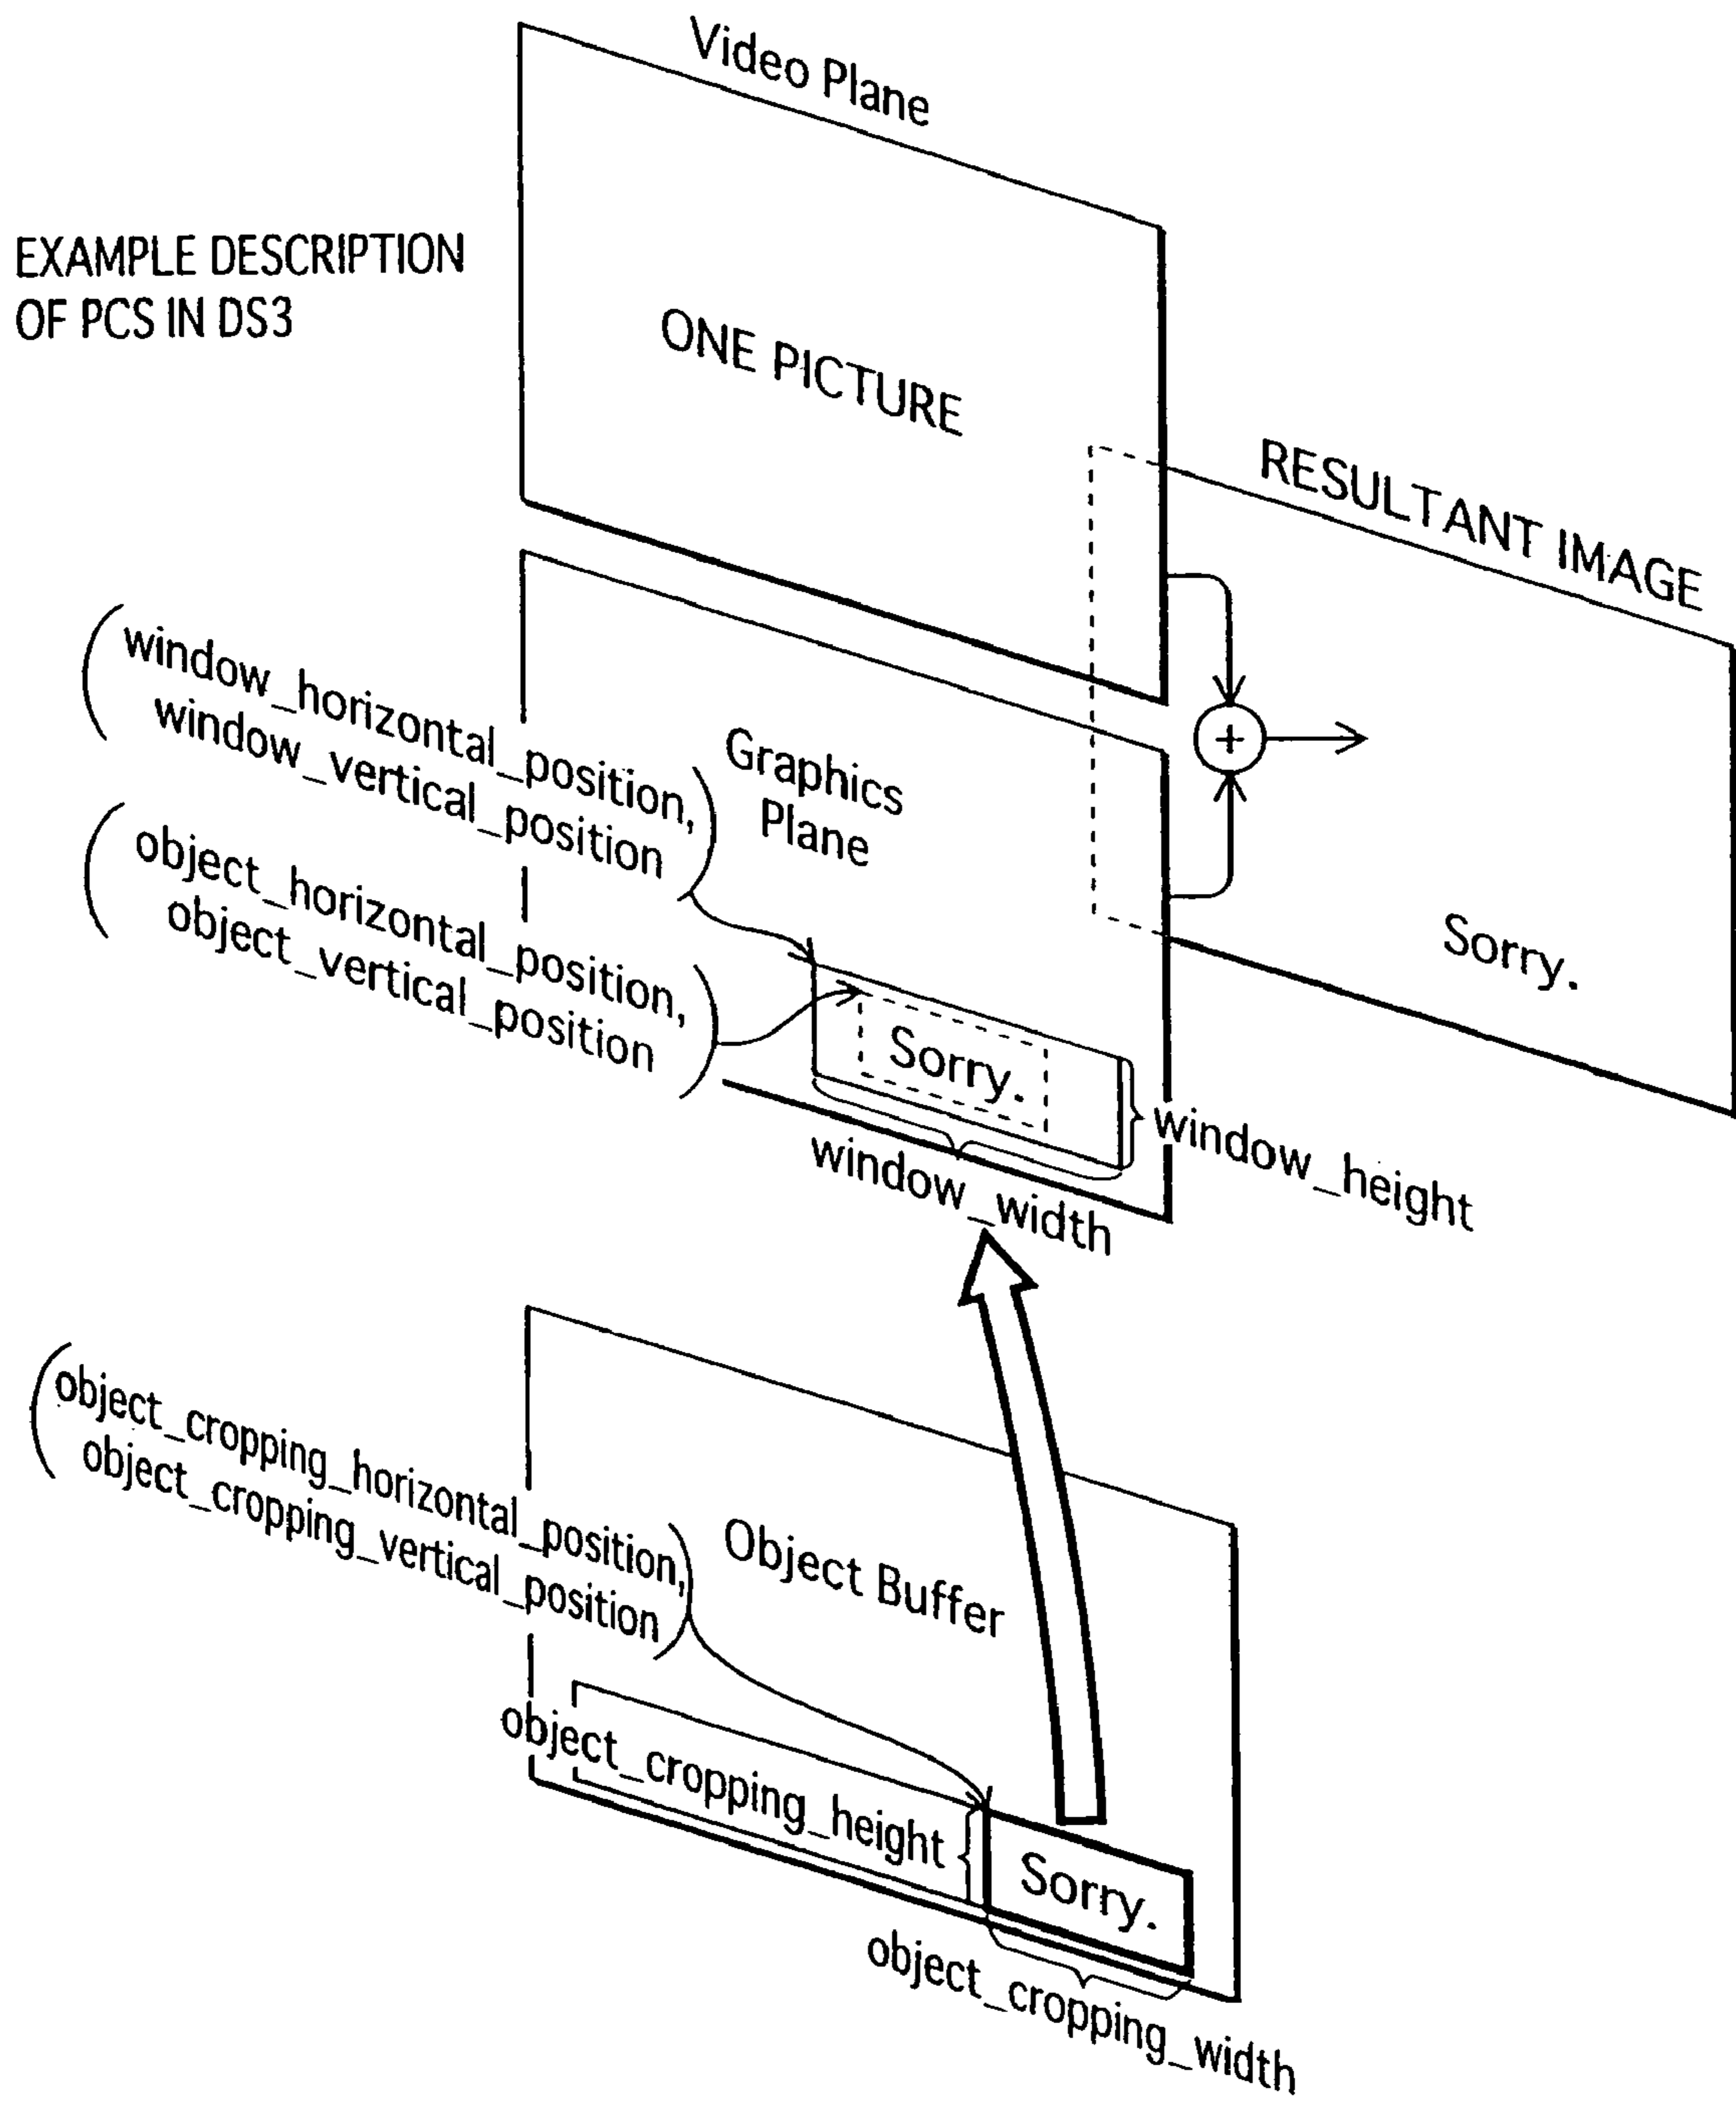 Video Plane
EXAMPLE DESCRIPTION
OF PCS IN DS3
ONE PICTURE
RESULTANT IMAGE
(window_horizontal_position,
window_vertical_position)
Graphics
Plane
(object_horizontal_position,
object_vertical_position)
+
Sorry.
Sorry.
window_height
window_width
(object_cropping_horizontal_position,
object_cropping_vertical_position)
Object Buffer
object_cropping_height
Sorry.
object_cropping_width